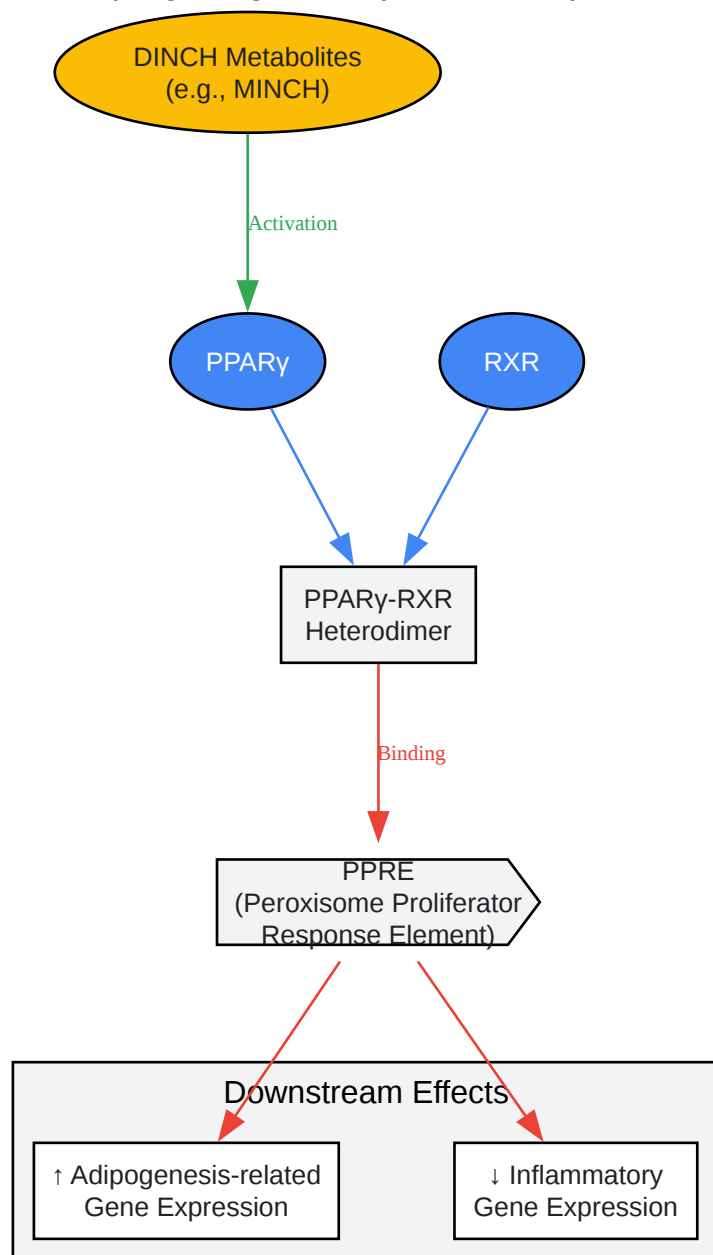 DINCH Metabolites
(e.g., MINCH)
Activation
PPARγ
RXR
PPARγ-RXR
Heterodimer
Binding
PPRE
(Peroxisome Proliferator
Response Element)
Downstream Effects
↑ Adipogenesis-related
Gene Expression
↓ Inflammatory
Gene Expression